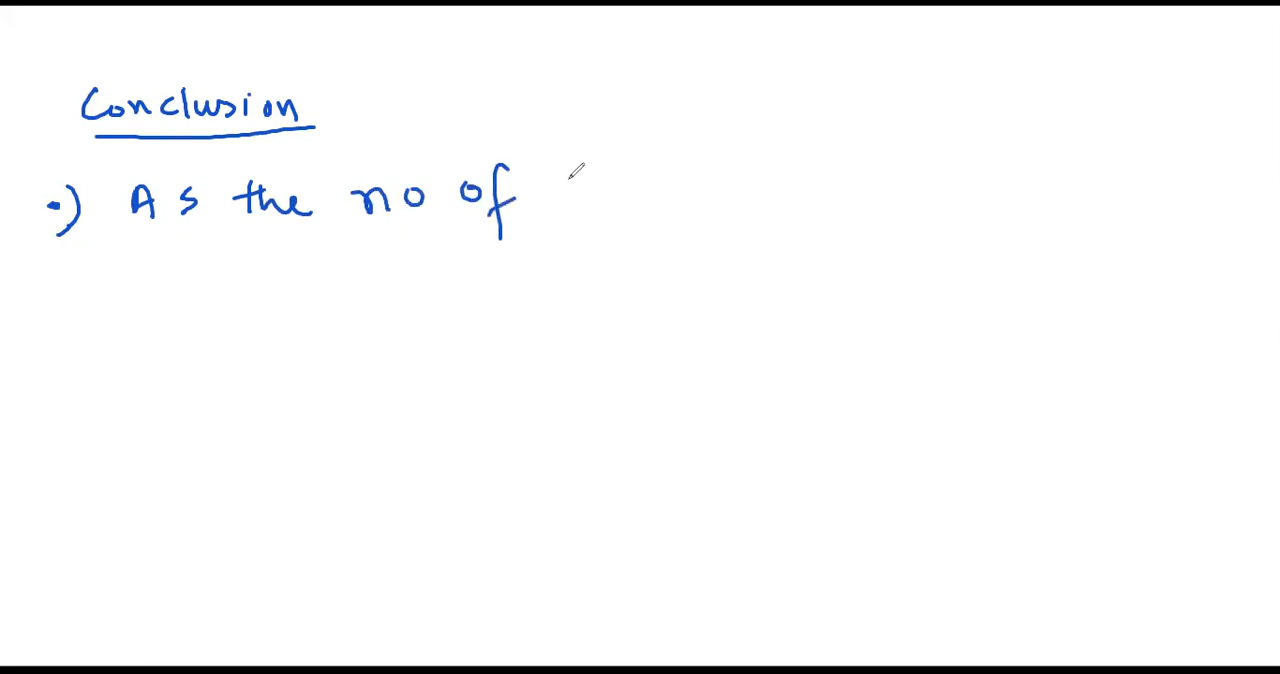 Conclusion
•) As the no of